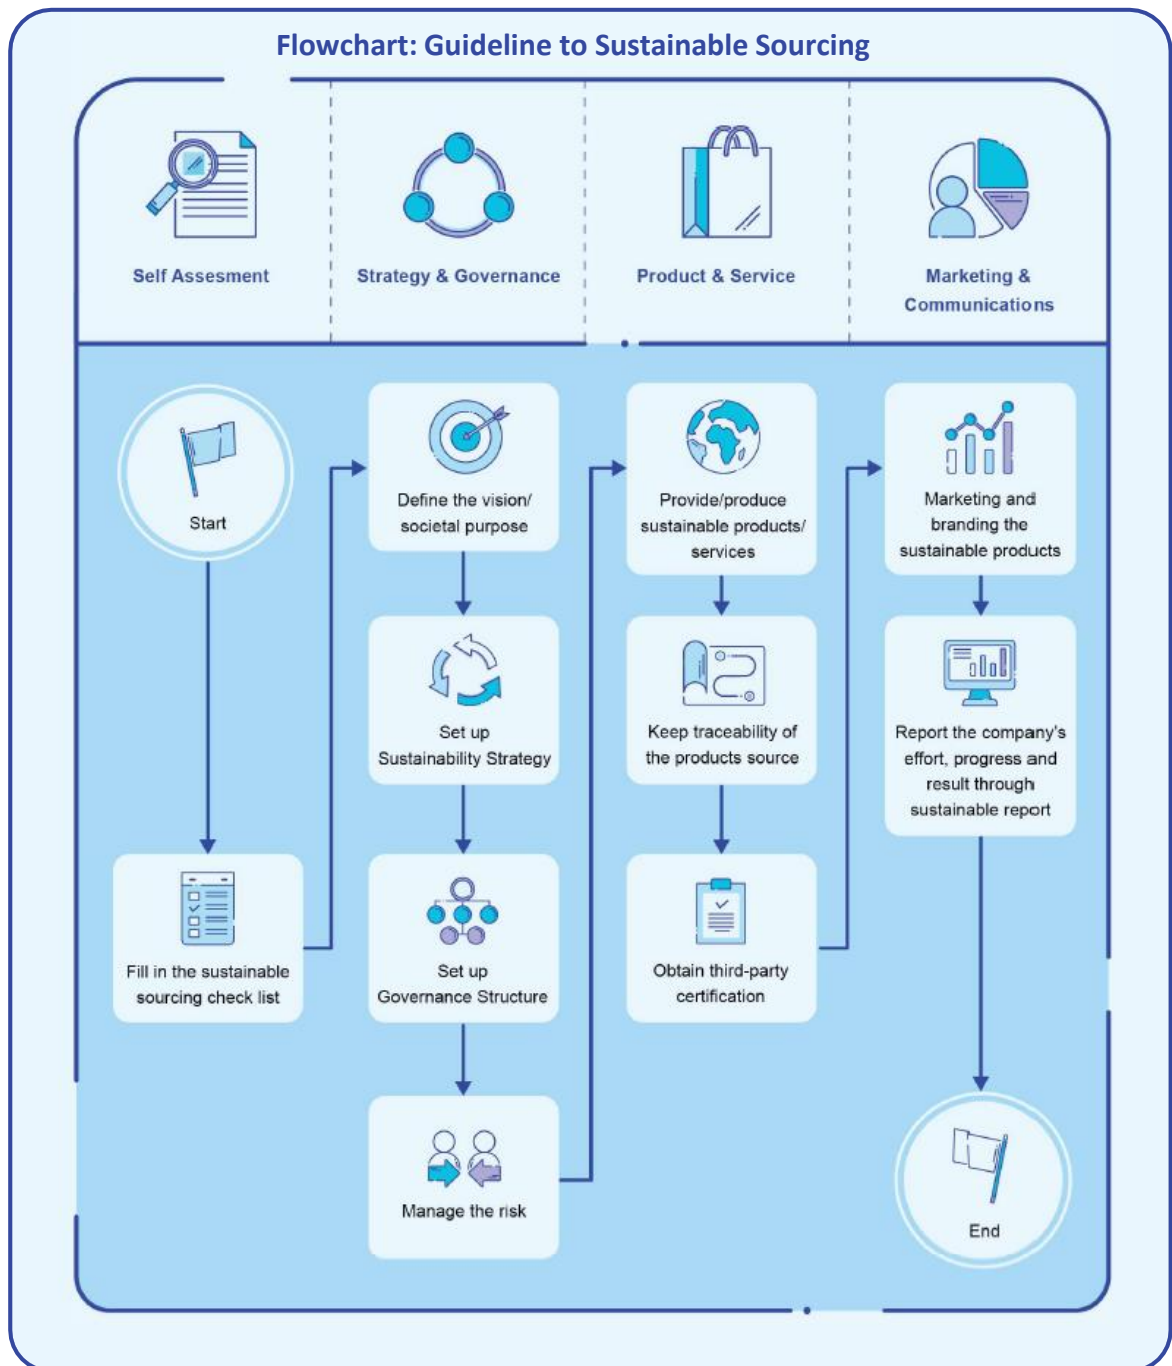 Flowchart: Guideline to Sustainable Sourcing
Self Assesment
Strategy & Governance
Product & Service
Marketing &
Communications
Start
Fill in the sustainable
sourcing check list
Define the vision/
societal purpose
Set up
Sustainability Strategy
Set up
Governance Structure
Manage the risk
Provide/produce
sustainable products/
services
Keep traceability of
the products source
Obtain third-party
certification
Marketing and
branding the
sustainable products
Report the company's
effort, progress and
result through
sustainable report
End